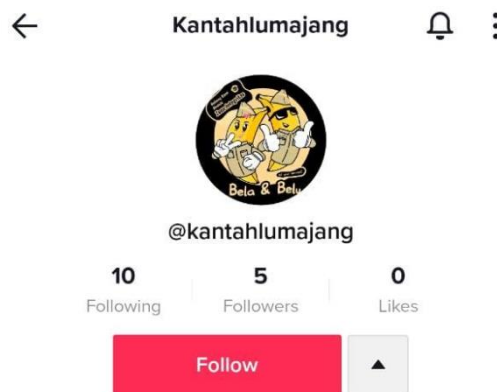 Kantahlumajang
Bela & Belu
@kantahlumajang
10
5
0
Following
Followers
Likes
Follow